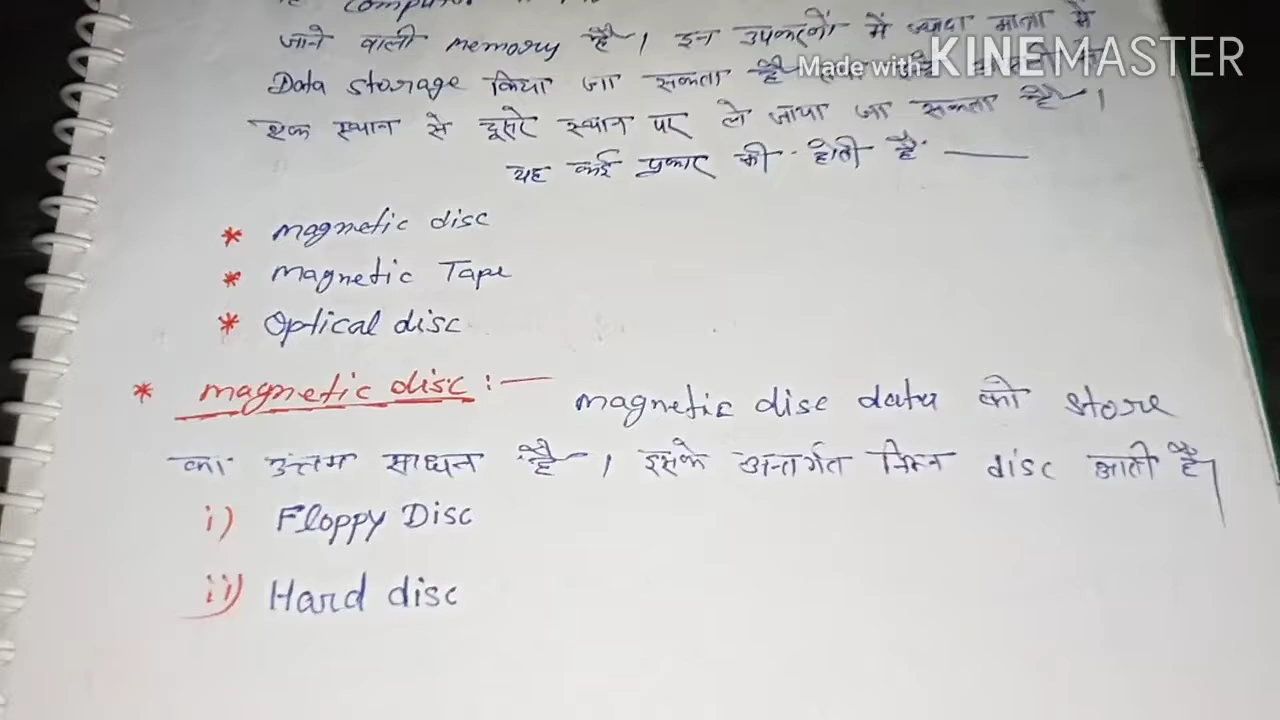 Computer
जाने वाली memory है। इन उपकरणों में ज्यादा मात्रा में
Made with KINEMASTER
Data storage किया जा सकता है
एक स्थान से दूसरे स्थान पर ले जाया जा सकता है।
यह कई प्रकार की होती है —
* magnetic disc
* magnetic Tape
* Optical disc
* magnetic disc :—
magnetic disc data को store
का उत्तम साधन है। इसके अन्तर्गत निम्न disc आती है।
i) Floppy Disc
ii) Hard disc